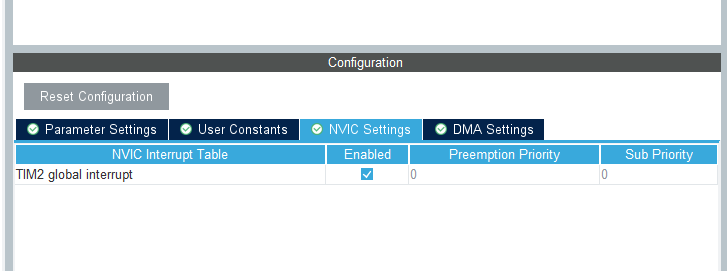 Configuration
Reset Configuration
Parameter Settings User Constants NVIC Settings DMA Settings
NVIC Interrupt Table Enabled Preemption Priority Sub Priority
TIM2 global interrupt 0 0